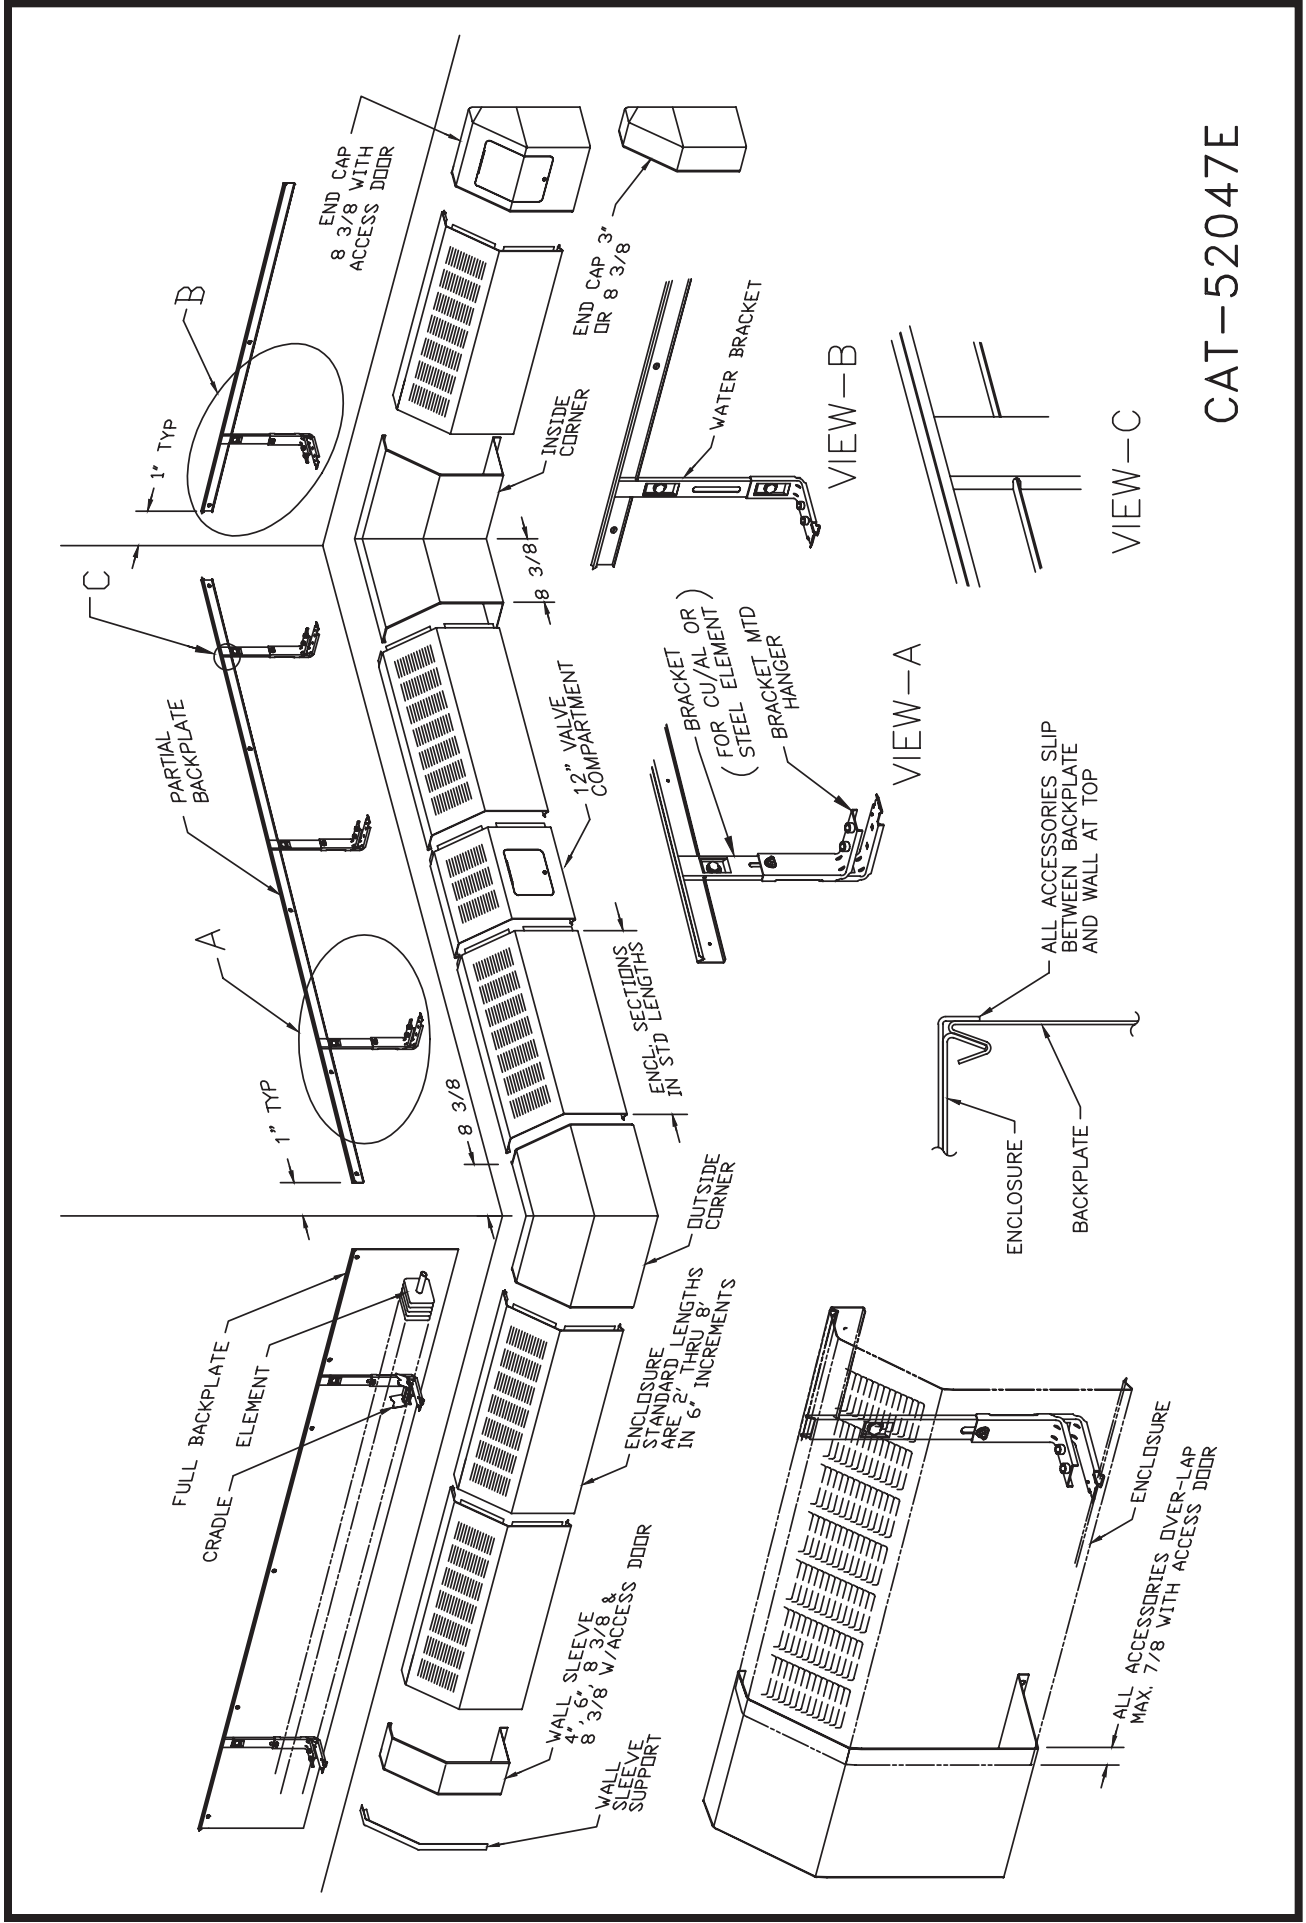 FULL BACKPLATE
CRADLE
ELEMENT
1" TYP
A
PARTIAL
BACKPLATE
C
1" TYP
B
END CAP
8 3/8 WITH
ACCESS DOOR
8 3/8
WALL
SLEEVE
SUPPORT
WALL SLEEVE
4", 6", 8 3/8 &
8 3/8 W/ACCESS DOOR
ENCLOSURE
STANDARD LENGTHS
ARE 2' THRU 8'
IN 6" INCREMENTS
OUTSIDE
CORNER
ENCL. SECTIONS
IN STD LENGTHS
12" VALVE
COMPARTMENT
8 3/8
INSIDE
CORNER
END CAP 3"
OR 8 3/8
BRACKET
(FOR CU/AL OR)
(STEEL ELEMENT)
BRACKET MTD
HANGER
VIEW-A
WATER BRACKET
VIEW-B
VIEW-C
ENCLOSURE
ALL ACCESSORIES OVER-LAP
MAX. 7/8 WITH ACCESS DOOR
ENCLOSURE
BACKPLATE
ALL ACCESSORIES SLIP
BETWEEN BACKPLATE
AND WALL AT TOP
CAT-52047E